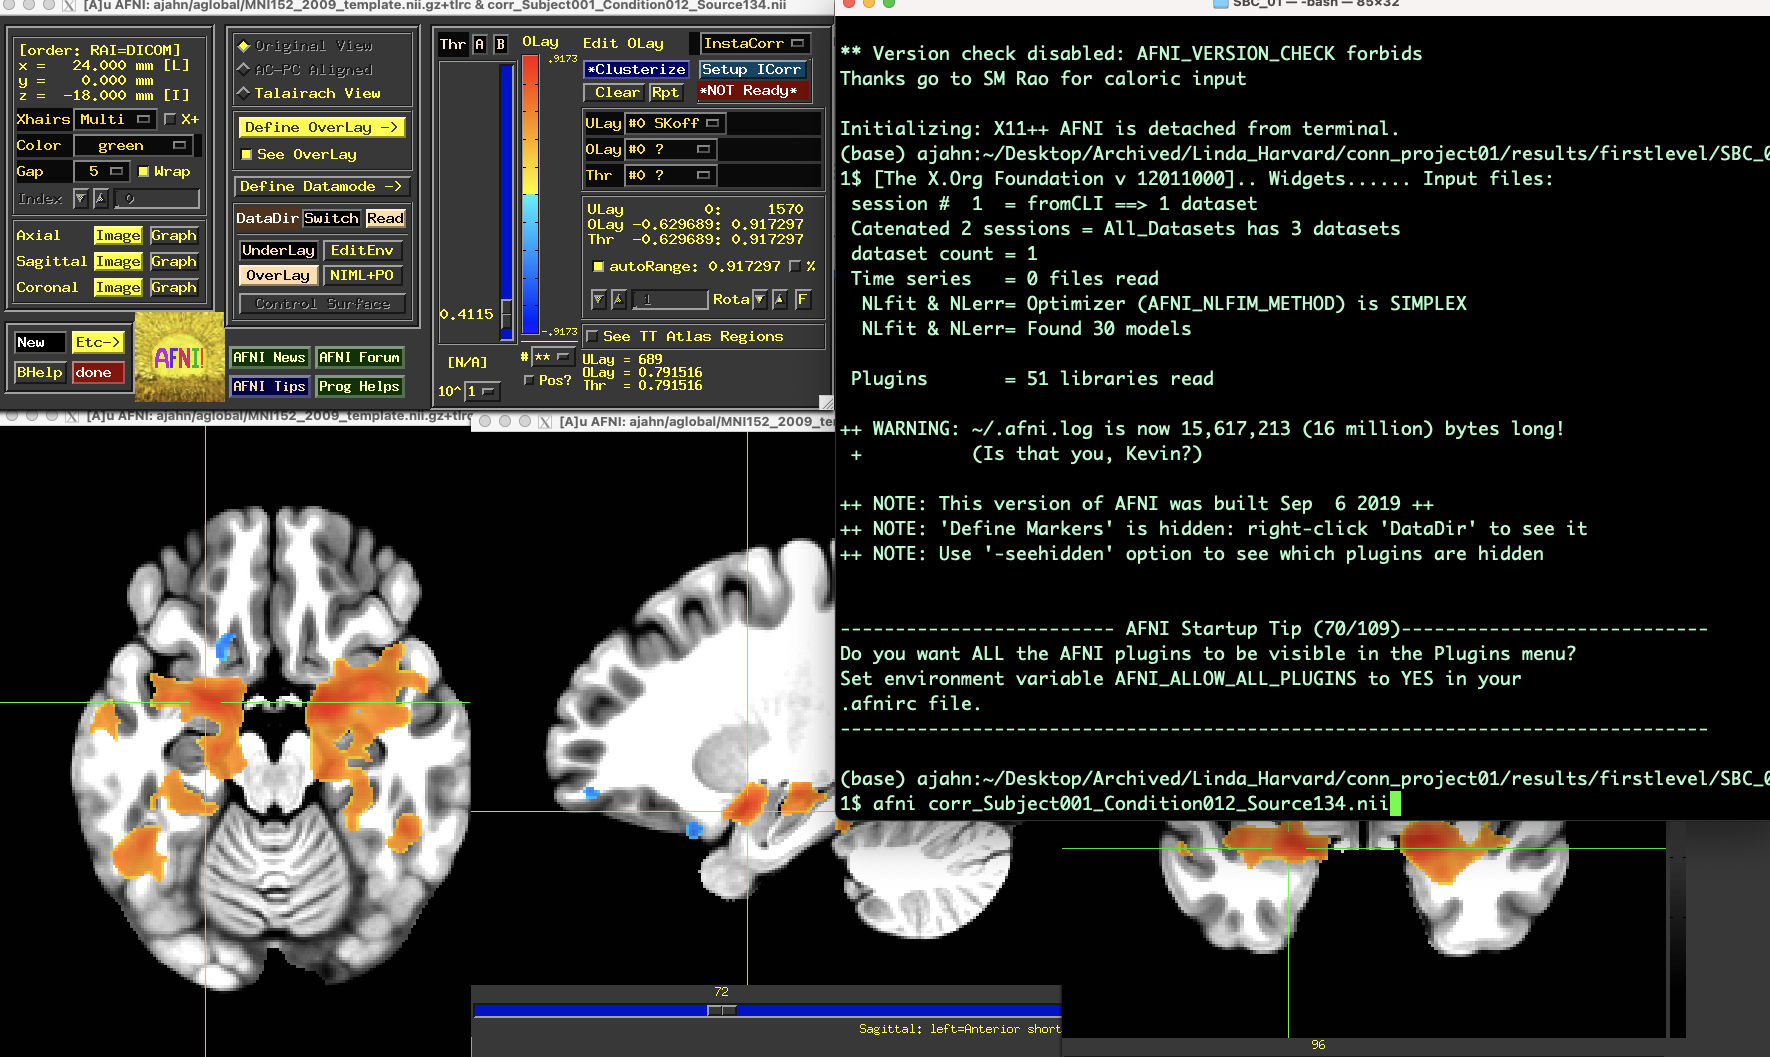 [A]u AFNI: ajahn/aglobal/MNI152_2009_template.nii.gz+tlrc & corr_Subject001_Condition012_Source134.nii
[order: RAI=DICOM]
x = 24.000 mm [L]
y = 0.000 mm
z = -18.000 mm [I]
Xhairs Multi X+
Color green
Gap 5 Wrap
Index 0
Axial Image Graph
Sagittal Image Graph
Coronal Image Graph
New Etc->
BHelp done
AFNI!
Original View
AC-PC Aligned
Talairach View
Define OverLay ->
See OverLay
Define Datamode ->
DataDir Switch Read
UnderLay EditEnv
OverLay NIML+PO
Control Surface
AFNI News AFNI Forum
AFNI Tips Prog Helps
Thr A B
0.4115
[N/A]
10^ 1
OLay
.9173
-.9173
# **
Pos?
Edit OLay InstaCorr
*Clusterize Setup ICorr
Clear Rpt *NOT Ready*
ULay #0 SKoff
OLay #0 ?
Thr #0 ?
ULay 0: 1570
OLay -0.629689: 0.917297
Thr -0.629689: 0.917297
autoRange: 0.917297 %
1 Rota F
See TT Atlas Regions
ULay = 689
OLay = 0.791516
Thr = 0.791516
[A]u AFNI: ajahn/aglobal/MNI152_2009_template.nii.gz+tlrc
[A]u AFNI: ajahn/aglobal/MNI152_2009_te
72
Sagittal: left=Anterior short
96
SBC_01 — -bash — 85×32
** Version check disabled: AFNI_VERSION_CHECK forbids
Thanks go to SM Rao for caloric input
Initializing: X11++ AFNI is detached from terminal.
(base) ajahn:~/Desktop/Archived/Linda_Harvard/conn_project01/results/firstlevel/SBC_0
1$ [The X.Org Foundation v 12011000].. Widgets...... Input files:
session # 1 = fromCLI ==> 1 dataset
Catenated 2 sessions = All_Datasets has 3 datasets
dataset count = 1
Time series = 0 files read
NLfit & NLerr= Optimizer (AFNI_NLFIM_METHOD) is SIMPLEX
NLfit & NLerr= Found 30 models
Plugins = 51 libraries read
++ WARNING: ~/.afni.log is now 15,617,213 (16 million) bytes long!
+ (Is that you, Kevin?)
++ NOTE: This version of AFNI was built Sep 6 2019 ++
++ NOTE: 'Define Markers' is hidden: right-click 'DataDir' to see it
++ NOTE: Use '-seehidden' option to see which plugins are hidden
------------------------- AFNI Startup Tip (70/109)----------------------------
Do you want ALL the AFNI plugins to be visible in the Plugins menu?
Set environment variable AFNI_ALLOW_ALL_PLUGINS to YES in your
.afnirc file.
-------------------------------------------------------------------------------
(base) ajahn:~/Desktop/Archived/Linda_Harvard/conn_project01/results/firstlevel/SBC_0
1$ afni corr_Subject001_Condition012_Source134.nii